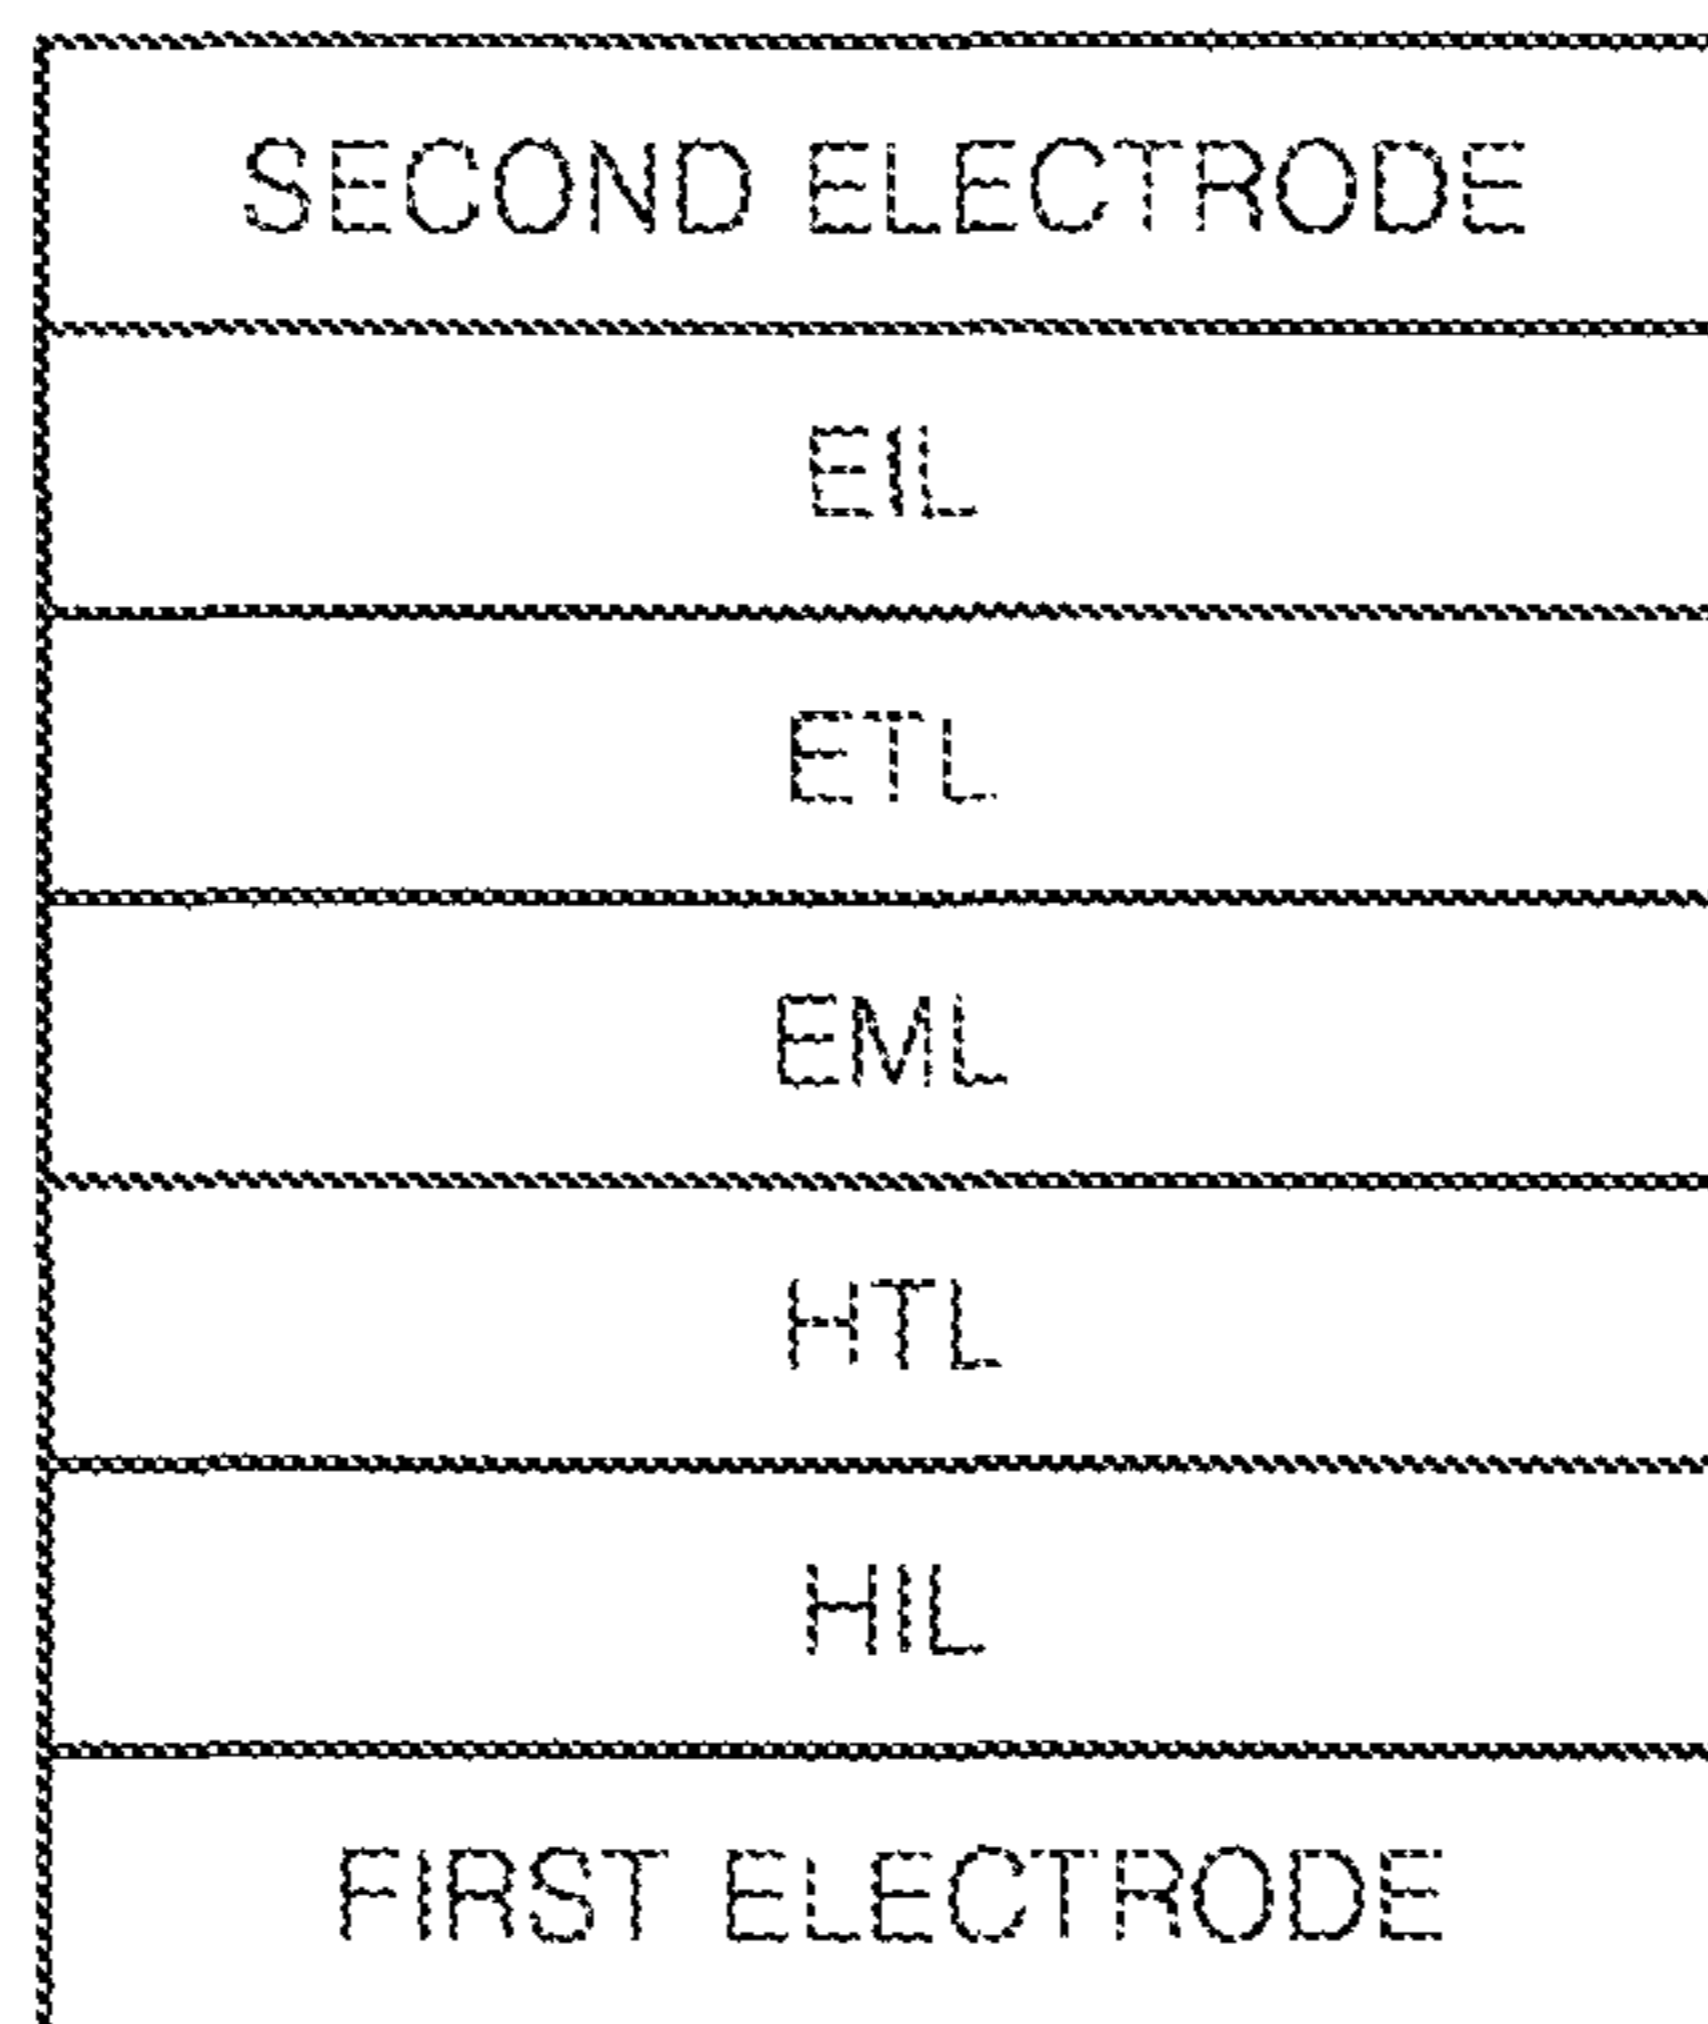 SECOND ELECTRODE
EIL
ETL
EML
HTL
HIL
FIRST ELECTRODE